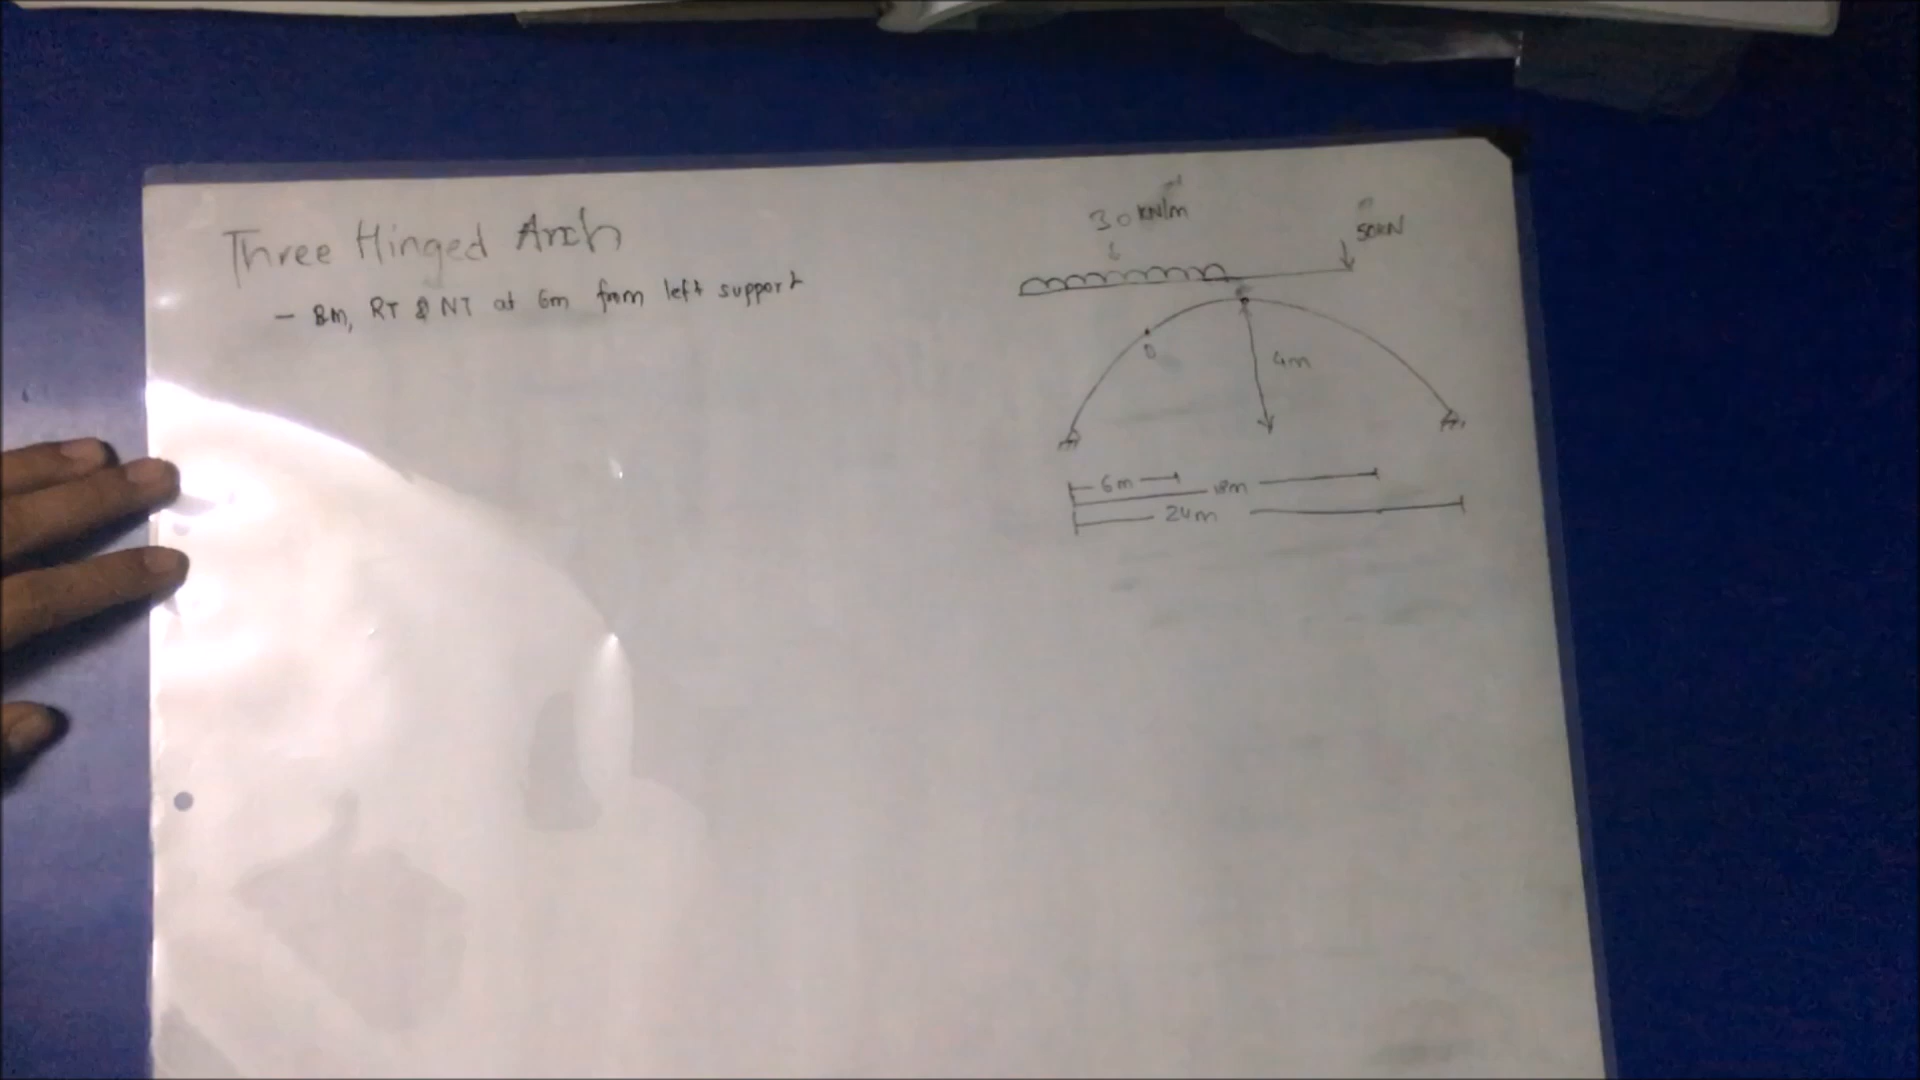 Three Hinged Arch
- BM, RT & NT at 6m from left support
30 kN/m
50KN
D
4m
6m
18m
24m